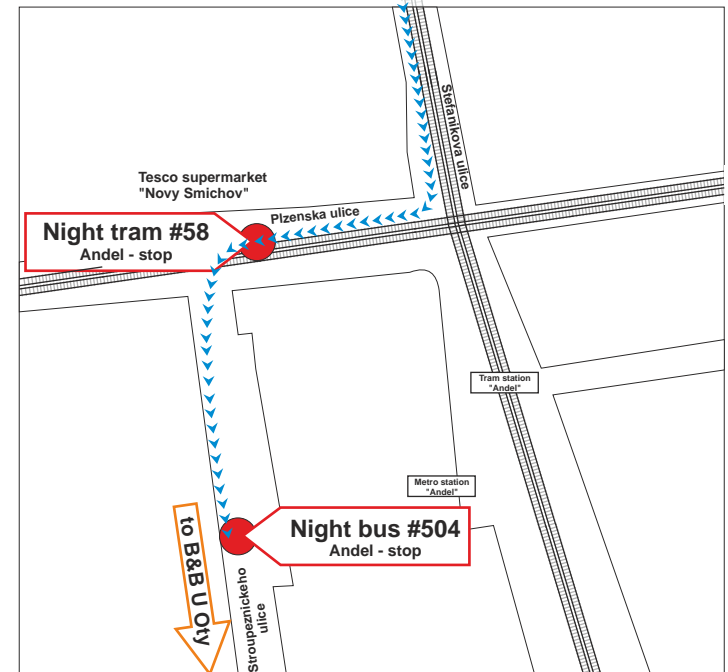 Stefanikova ulice
Tesco supermarket
"Novy Smichov"
Plzenska ulice
Night tram #58
Andel - stop
Tram station
"Andel"
Metro station
"Andel"
Night bus #504
Andel - stop
to B&B U Oty
Stroupeznickeho
ulice